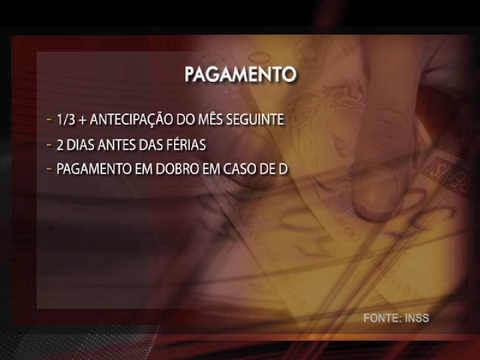 PAGAMENTO
- 1/3 + ANTECIPAÇÃO DO MÊS SEGUINTE
- 2 DIAS ANTES DAS FÉRIAS
- PAGAMENTO EM DOBRO EM CASO DE D
FONTE: INSS